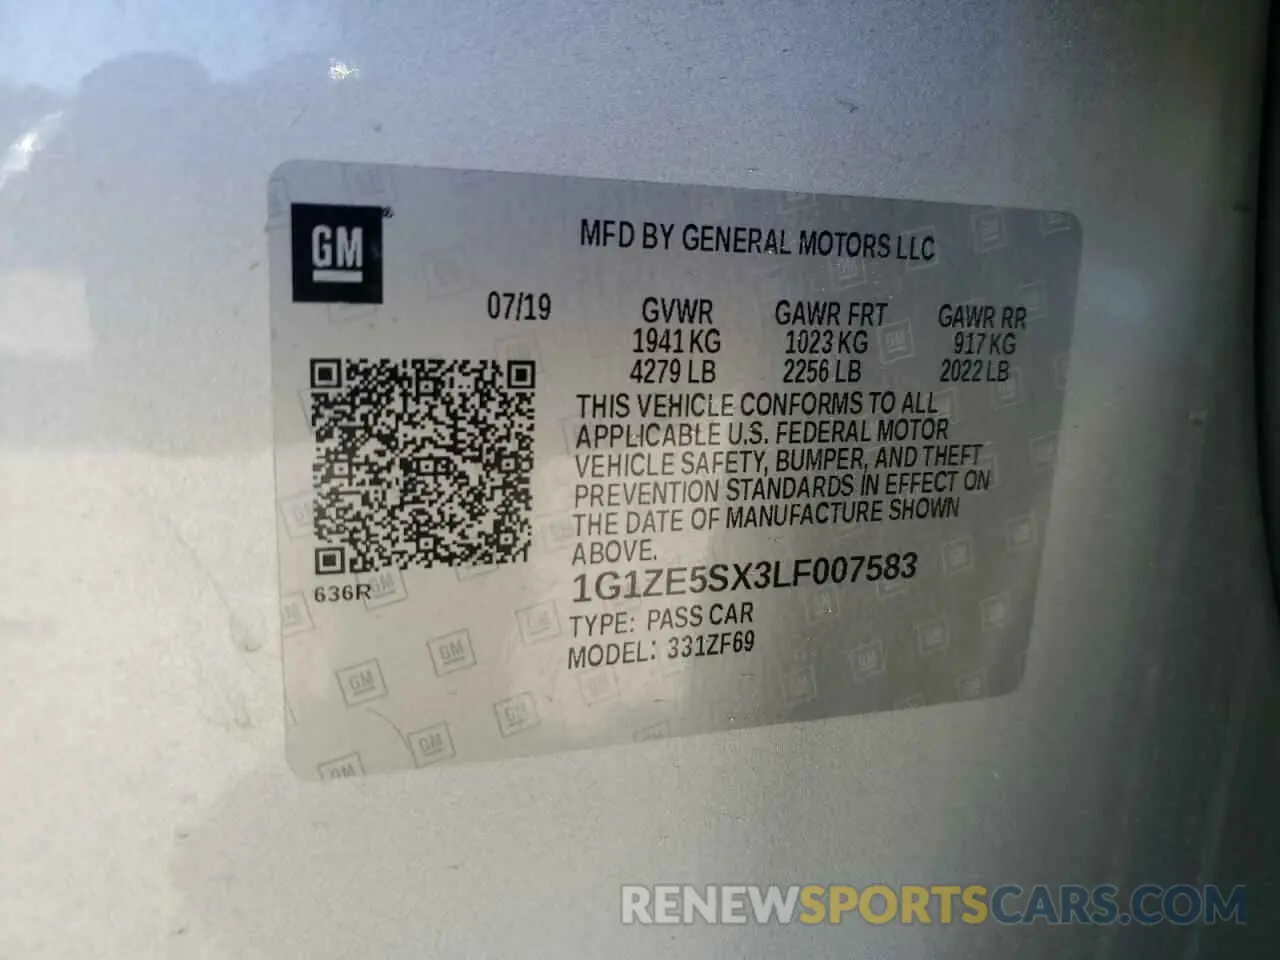 GM
MFD BY GENERAL MOTORS LLC
07/19 GVWR GAWR FRT GAWR RR
1941 KG 1023 KG 917 KG
4279 LB 2256 LB 2022 LB
THIS VEHICLE CONFORMS TO ALL
APPLICABLE U.S. FEDERAL MOTOR
VEHICLE SAFETY, BUMPER, AND THEFT
PREVENTION STANDARDS IN EFFECT ON
THE DATE OF MANUFACTURE SHOWN
ABOVE.
1G1ZE5SX3LF007583
636R
TYPE: PASS CAR
MODEL: 331ZF69
RENEWSPORTSCARS.COM